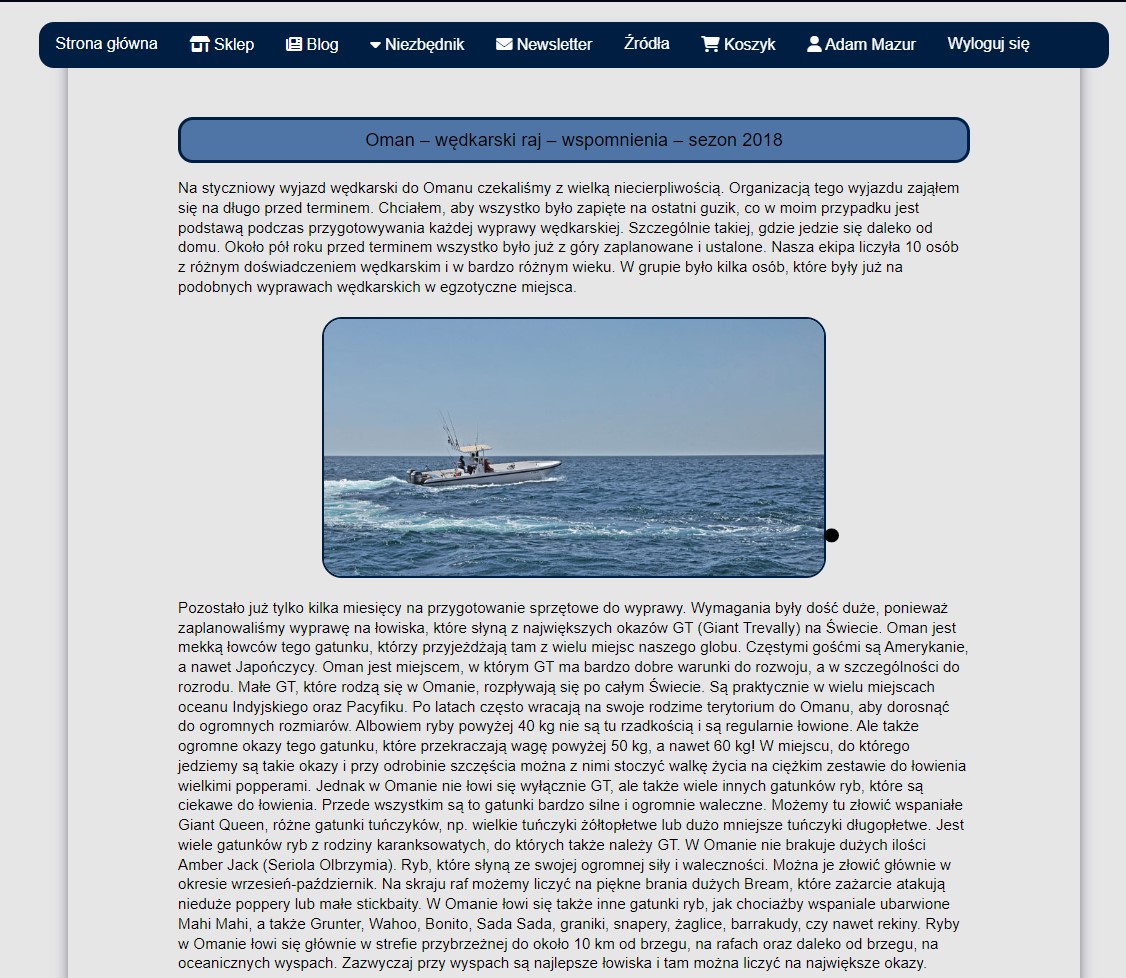 Strona główna Sklep Blog Niezbędnik Newsletter Źródła Koszyk Adam Mazur Wyloguj się
Oman – wędkarski raj – wspomnienia – sezon 2018
Na styczniowy wyjazd wędkarski do Omanu czekaliśmy z wielką niecierpliwością. Organizacją tego wyjazdu zająłem
się na długo przed terminem. Chciałem, aby wszystko było zapięte na ostatni guzik, co w moim przypadku jest
podstawą podczas przygotowywania każdej wyprawy wędkarskiej. Szczególnie takiej, gdzie jedzie się daleko od
domu. Około pół roku przed terminem wszystko było już z góry zaplanowane i ustalone. Nasza ekipa liczyła 10 osób
z różnym doświadczeniem wędkarskim i w bardzo różnym wieku. W grupie było kilka osób, które były już na
podobnych wyprawach wędkarskich w egzotyczne miejsca.
Pozostało już tylko kilka miesięcy na przygotowanie sprzętowe do wyprawy. Wymagania były dość duże, ponieważ
zaplanowaliśmy wyprawę na łowiska, które słyną z największych okazów GT (Giant Trevally) na Świecie. Oman jest
mekką łowców tego gatunku, którzy przyjeżdżają tam z wielu miejsc naszego globu. Częstymi gośćmi są Amerykanie,
a nawet Japończycy. Oman jest miejscem, w którym GT ma bardzo dobre warunki do rozwoju, a w szczególności do
rozrodu. Małe GT, które rodzą się w Omanie, rozpływają się po całym Świecie. Są praktycznie w wielu miejscach
oceanu Indyjskiego oraz Pacyfiku. Po latach często wracają na swoje rodzime terytorium do Omanu, aby dorosnąć
do ogromnych rozmiarów. Albowiem ryby powyżej 40 kg nie są tu rzadkością i są regularnie łowione. Ale także
ogromne okazy tego gatunku, które przekraczają wagę powyżej 50 kg, a nawet 60 kg! W miejscu, do którego
jedziemy są takie okazy i przy odrobinie szczęścia można z nimi stoczyć walkę życia na ciężkim zestawie do łowienia
wielkimi popperami. Jednak w Omanie nie łowi się wyłącznie GT, ale także wiele innych gatunków ryb, które są
ciekawe do łowienia. Przede wszystkim są to gatunki bardzo silne i ogromnie waleczne. Możemy tu złowić wspaniałe
Giant Queen, różne gatunki tuńczyków, np. wielkie tuńczyki żółtopłetwe lub dużo mniejsze tuńczyki długopłetwe. Jest
wiele gatunków ryb z rodziny karanksowatych, do których także należy GT. W Omanie nie brakuje dużych ilości
Amber Jack (Seriola Olbrzymia). Ryb, które słyną ze swojej ogromnej siły i waleczności. Można je złowić głównie w
okresie wrzesień-październik. Na skraju raf możemy liczyć na piękne brania dużych Bream, które zażarcie atakują
nieduże poppery lub małe stickbaity. W Omanie łowi się także inne gatunki ryb, jak chociażby wspaniale ubarwione
Mahi Mahi, a także Grunter, Wahoo, Bonito, Sada Sada, graniki, snapery, żaglice, barrakudy, czy nawet rekiny. Ryby
w Omanie łowi się głównie w strefie przybrzeżnej do około 10 km od brzegu, na rafach oraz daleko od brzegu, na
oceanicznych wyspach. Zazwyczaj przy wyspach są najlepsze łowiska i tam można liczyć na największe okazy.